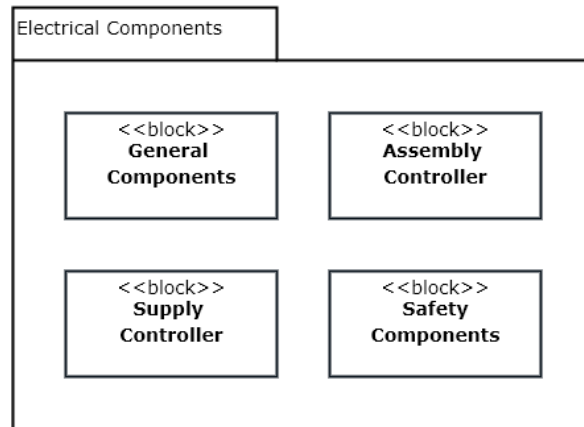 Electrical Components
<<block>>
General
Components
<<block>>
Assembly
Controller
<<block>>
Supply
Controller
<<block>>
Safety
Components